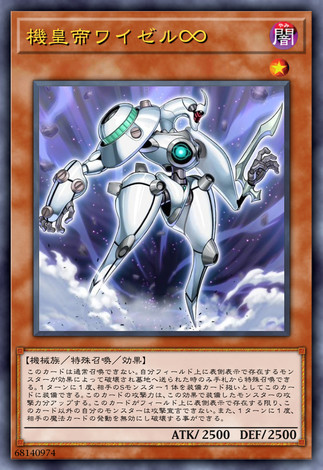 機皇帝ワイゼル∞
やみ
闇
【機械族／特殊召喚／効果】
このカードは通常召喚できない。自分フィールド上に表側表示で存在するモ
ンスターが効果によって破壊され墓地へ送られた時のみ手札から特殊召喚でき
る。１ターンに１度、相手のSモンスター１体を装備カード扱いとしてこのカー
ドに装備できる。このカードの攻撃力は、この効果で装備したモンスターの攻
撃力分アップする。このカードがフィールド上に表側表示で存在する限り、こ
のカード以外の自分のモンスターは攻撃宣言できない。また、１ターンに１度、
相手の魔法カードの発動を無効にし破壊する事ができる。
ATK/ 2500 DEF/ 2500
68140974